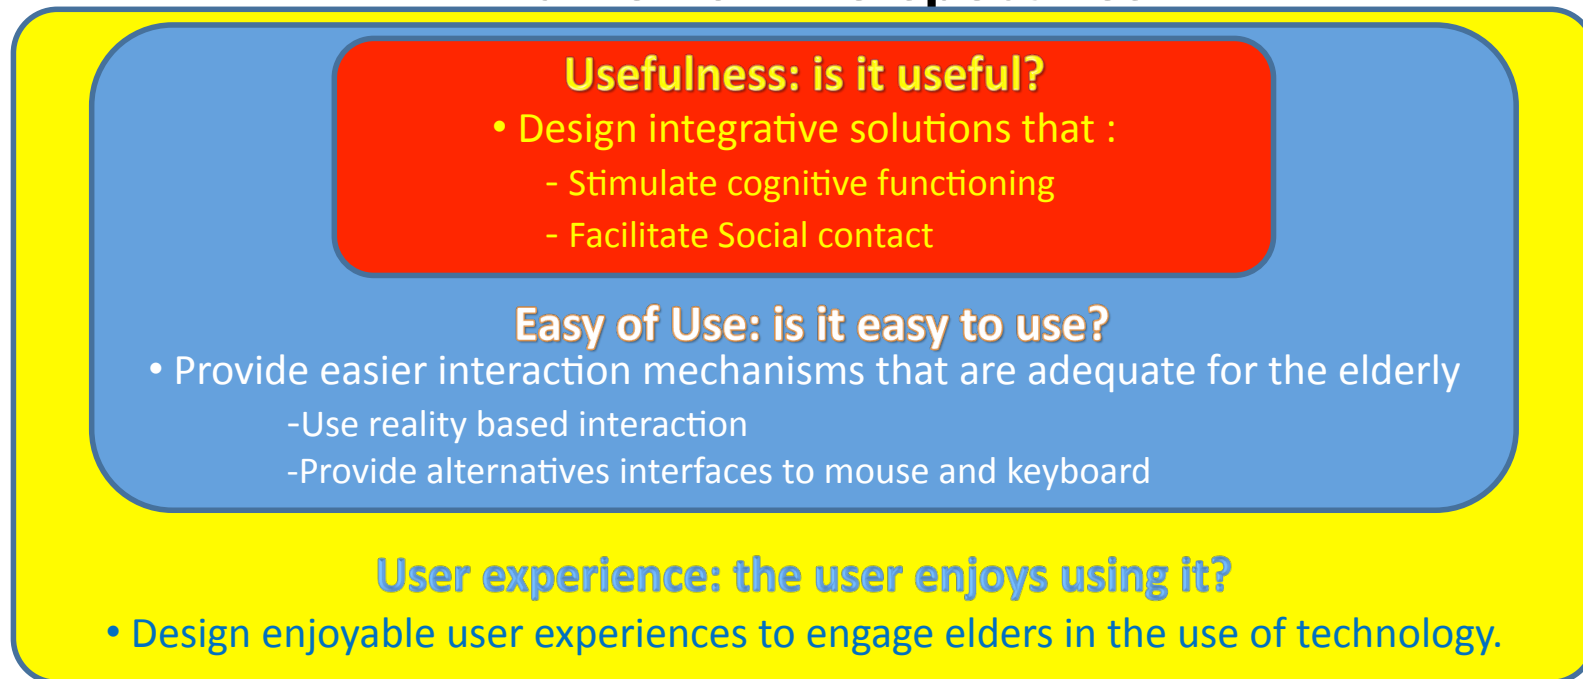 Usefulness: is it useful?
• Design integrative solutions that :
- Stimulate cognitive functioning
- Facilitate Social contact
Easy of Use: is it easy to use?
• Provide easier interaction mechanisms that are adequate for the elderly
-Use reality based interaction
-Provide alternatives interfaces to mouse and keyboard
User experience: the user enjoys using it?
• Design enjoyable user experiences to engage elders in the use of technology.